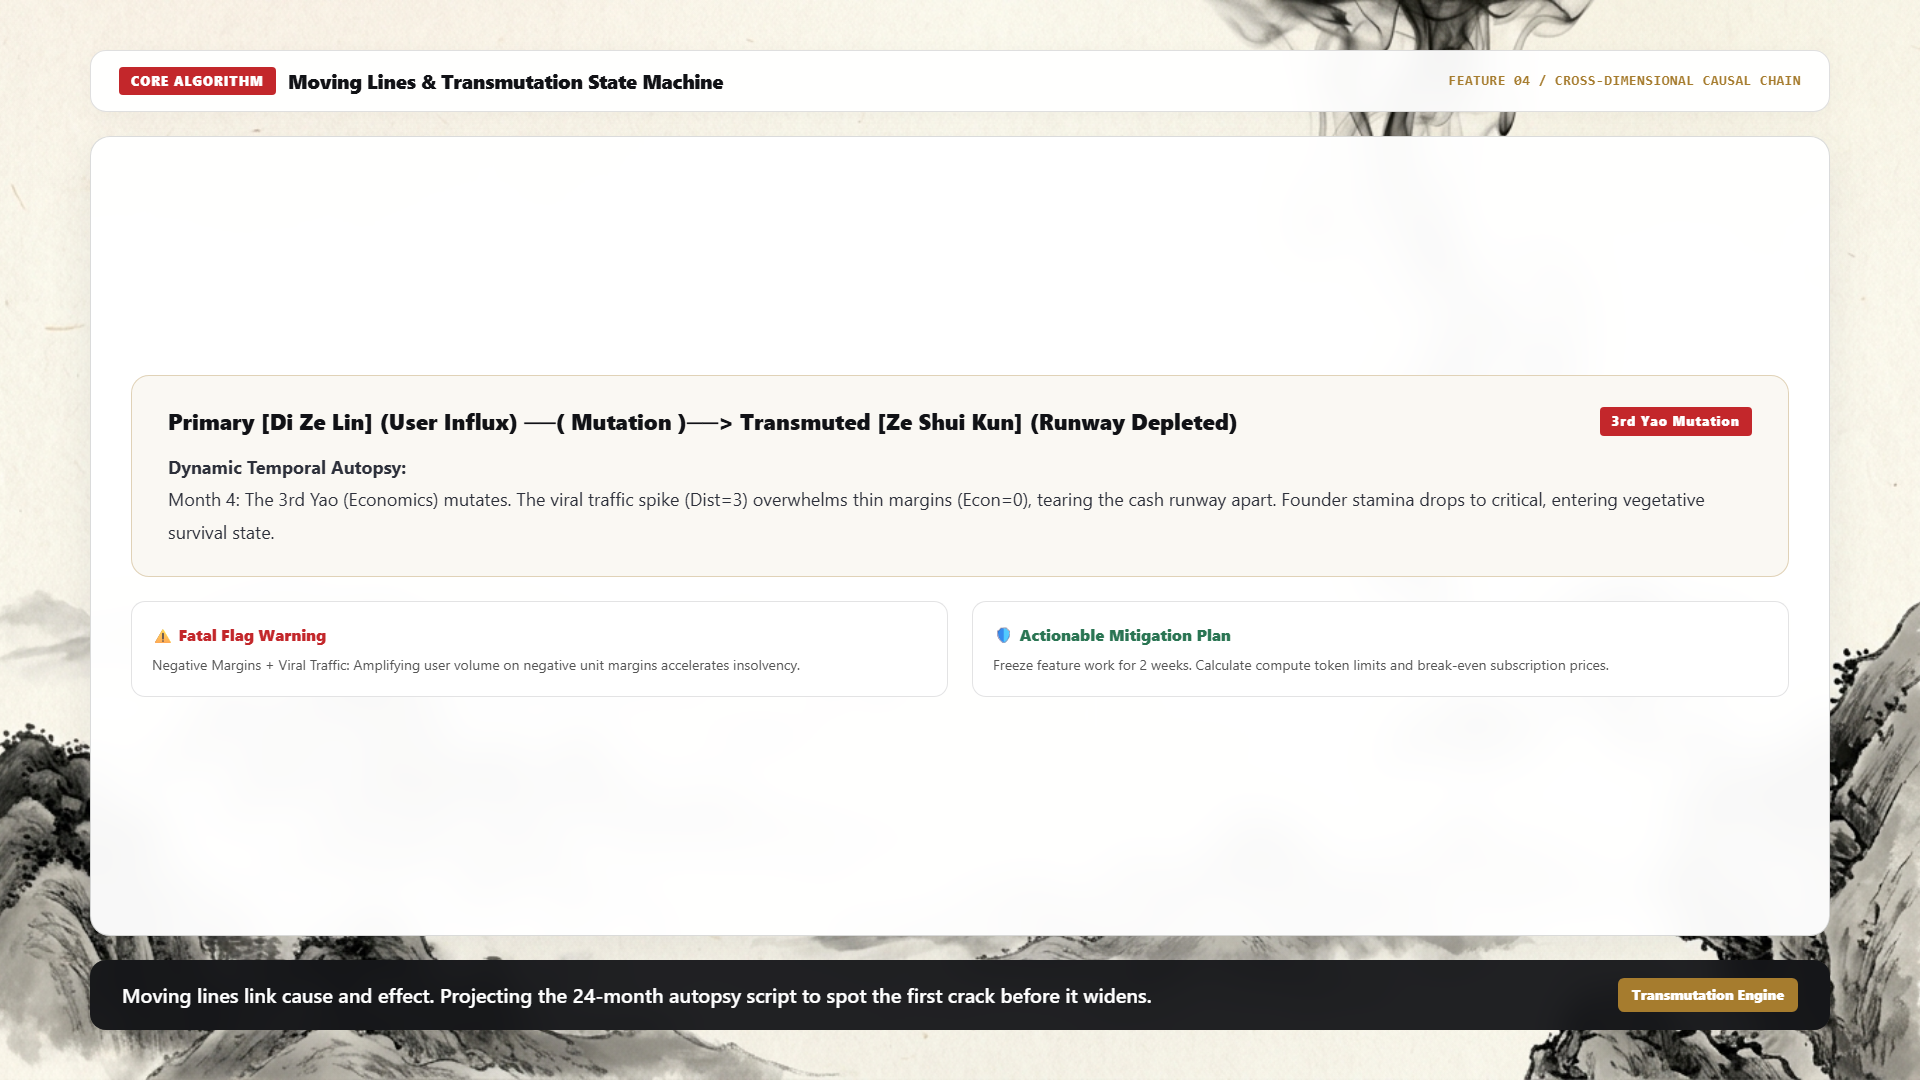 CORE ALGORITHM
Moving Lines & Transmutation State Machine
FEATURE 04 / CROSS-DIMENSIONAL CAUSAL CHAIN
Primary [Di Ze Lin] (User Influx) ──( Mutation )──> Transmuted [Ze Shui Kun] (Runway Depleted)
3rd Yao Mutation
Dynamic Temporal Autopsy:
Month 4: The 3rd Yao (Economics) mutates. The viral traffic spike (Dist=3) overwhelms thin margins (Econ=0), tearing the cash runway apart. Founder stamina drops to critical, entering vegetative
survival state.
⚠️ Fatal Flag Warning
Negative Margins + Viral Traffic: Amplifying user volume on negative unit margins accelerates insolvency.
🛡️ Actionable Mitigation Plan
Freeze feature work for 2 weeks. Calculate compute token limits and break-even subscription prices.
Moving lines link cause and effect. Projecting the 24-month autopsy script to spot the first crack before it widens.
Transmutation Engine